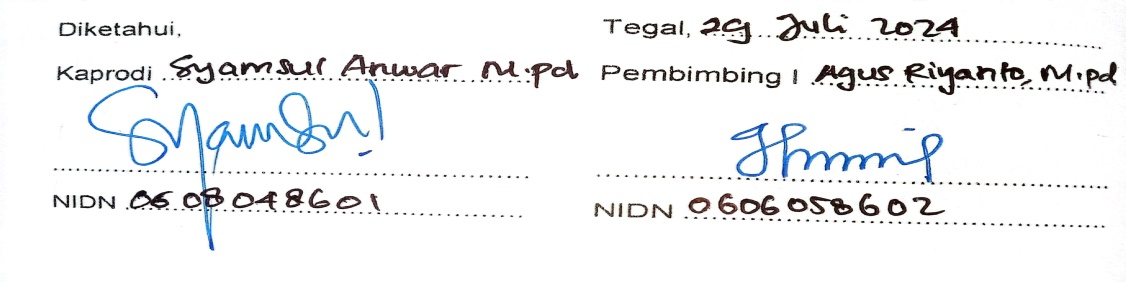 Diketahui,
Kaprodi Syamsul Anwar M.pd
NIDN 0608048601
Tegal, 29 Juli 2024
Pembimbing I Agus Riyanto, M.pd
NIDN 0606058602